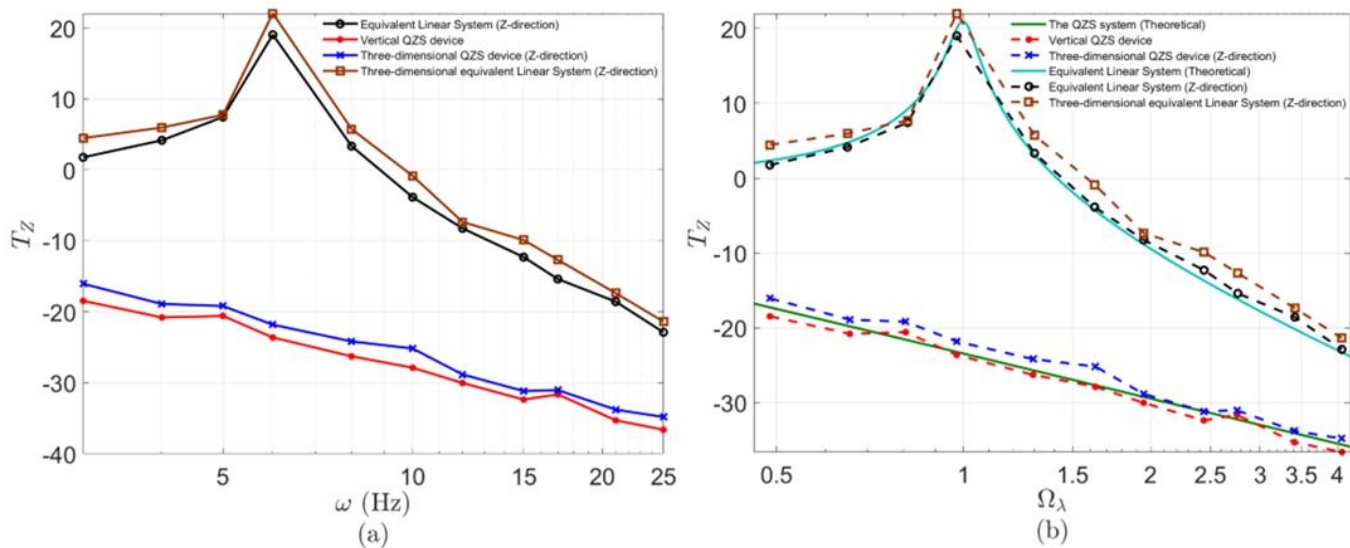 Equivalent Linear System (Z-direction)
Vertical QZS device
Three-dimensional QZS device (Z-direction)
Three-dimensional equivalent Linear System (Z-direction)
22
20
10
0
-10
-20
-30
-40
T_Z
5
10
15
20
25
ω (Hz)
(a)
The QZS system (Theoretical)
Vertical QZS device
Three-dimensional QZS device (Z-direction)
Equivalent Linear System (Theoretical)
Equivalent Linear System (Z-direction)
Three-dimensional equivalent Linear System (Z-direction)
22
20
10
0
-10
-20
-30
T_Z
0.5
1
1.5
2
2.5
3
3.5
4
Ω_λ
(b)